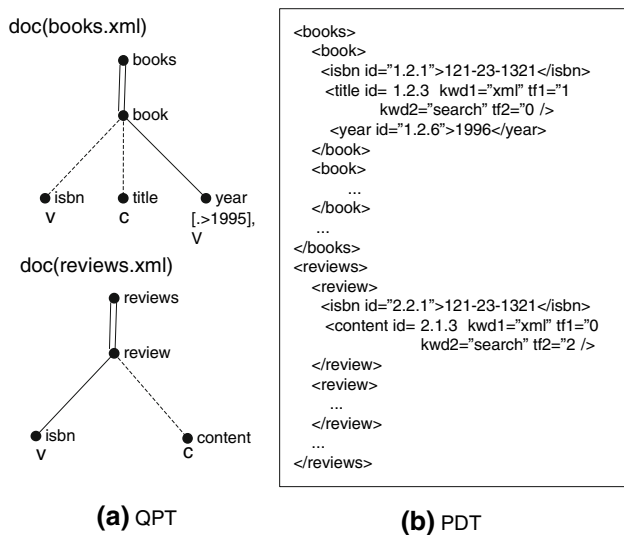 doc(books.xml)
books
book
isbn
v
title
c
year
[.>1995],
V
doc(reviews.xml)
reviews
review
isbn
v
content
c
(a) QPT
<books>
<book>
<isbn id="1.2.1">121-23-1321</isbn>
<title id= 1.2.3 kwd1="xml" tf1="1
kwd2="search" tf2="0 />
<year id="1.2.6">1996</year>
</book>
<book>
...
</book>
...
</books>
<reviews>
<review>
<isbn id="2.2.1">121-23-1321</isbn>
<content id= 2.1.3 kwd1="xml" tf1="0
kwd2="search" tf2="2 />
</review>
<review>
...
</review>
...
</reviews>
(b) PDT